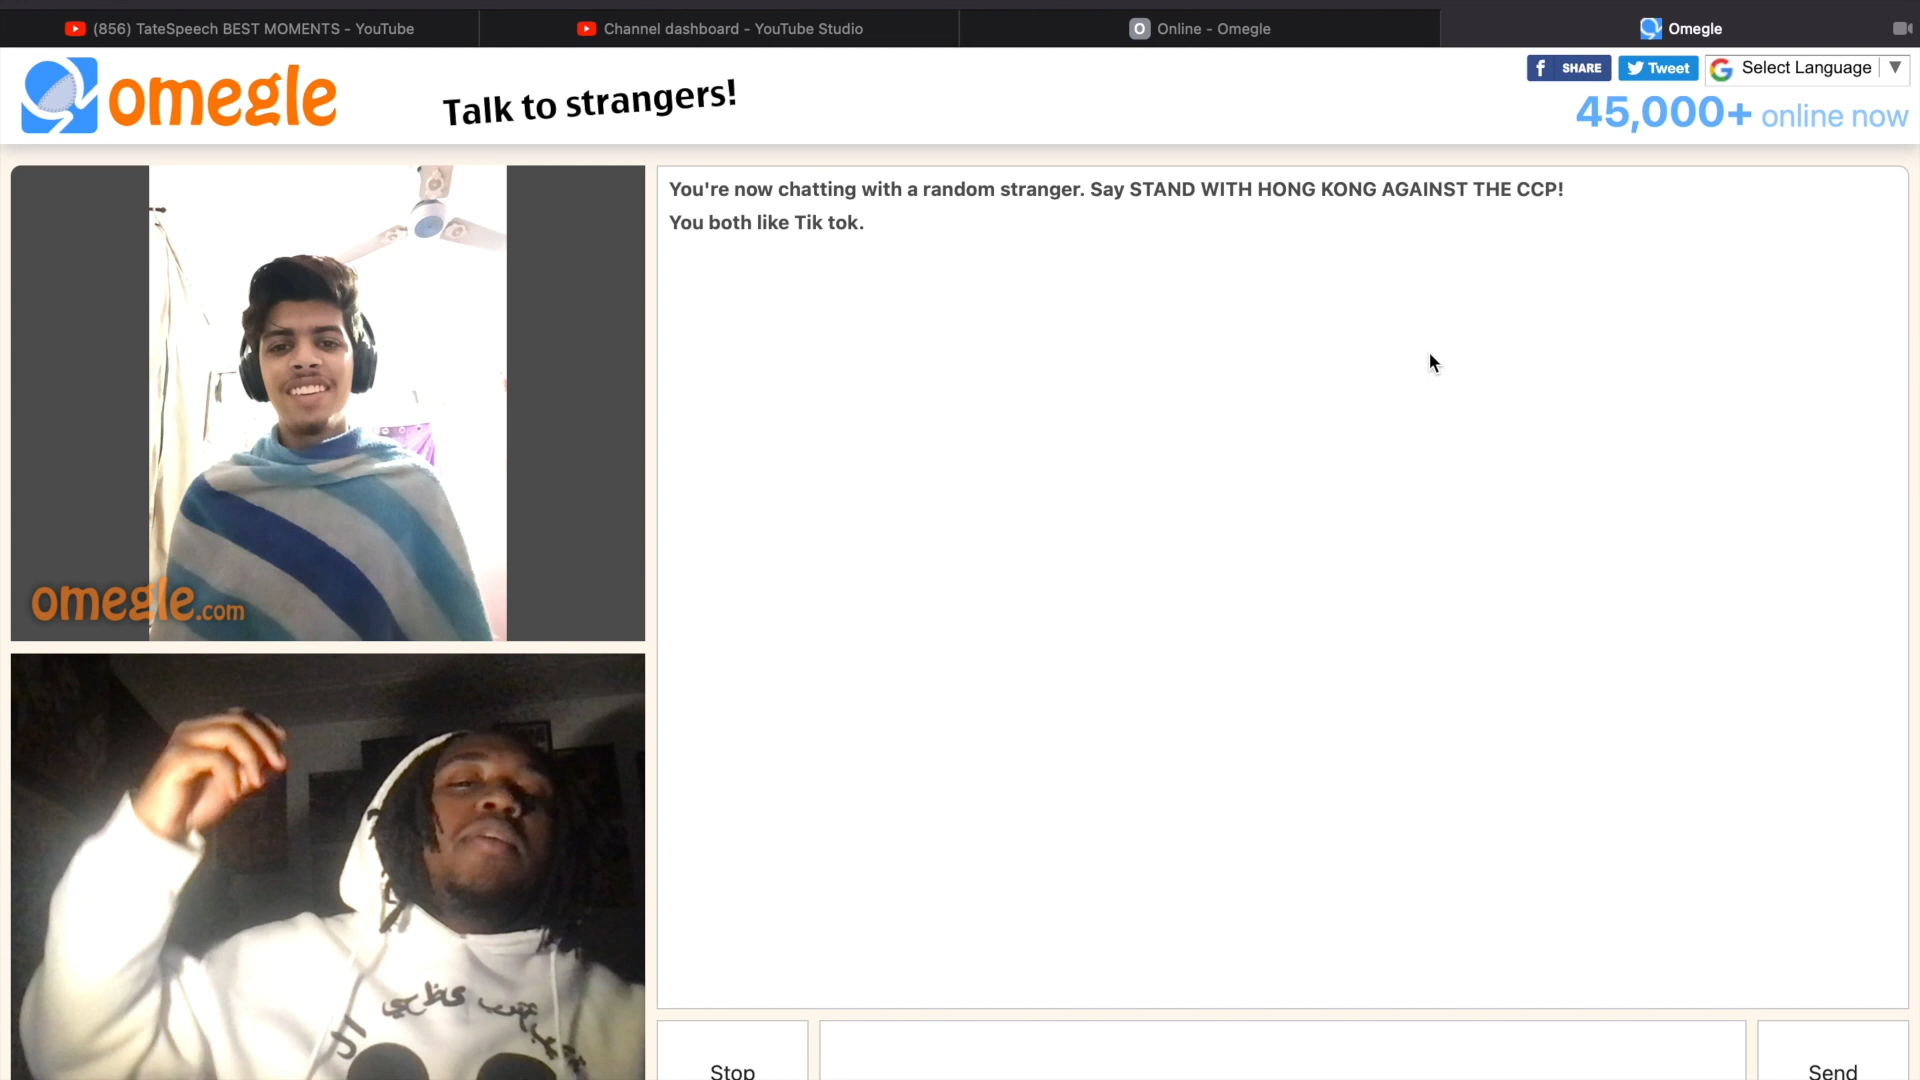 (856) TateSpeech BEST MOMENTS - YouTube
Channel dashboard - YouTube Studio
O Online - Omegle
Omegle
omegle
Talk to strangers!
f SHARE
Tweet
G Select Language ▼
45,000+ online now
You're now chatting with a random stranger. Say STAND WITH HONG KONG AGAINST THE CCP!
You both like Tik tok.
omegle.com
Stop
Send